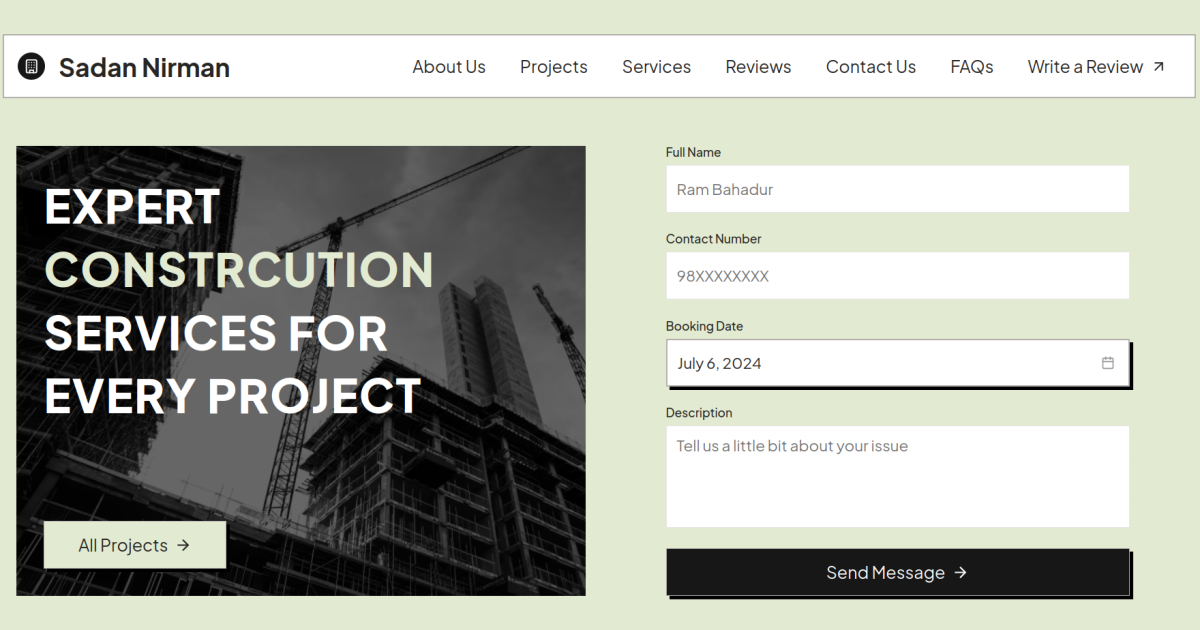 Sadan Nirman
About Us Projects Services Reviews Contact Us FAQs Write a Review
EXPERT
CONSTRCUTION
SERVICES FOR
EVERY PROJECT
All Projects
Full Name
Ram Bahadur
Contact Number
98XXXXXXXX
Booking Date
July 6, 2024
Description
Tell us a little bit about your issue
Send Message